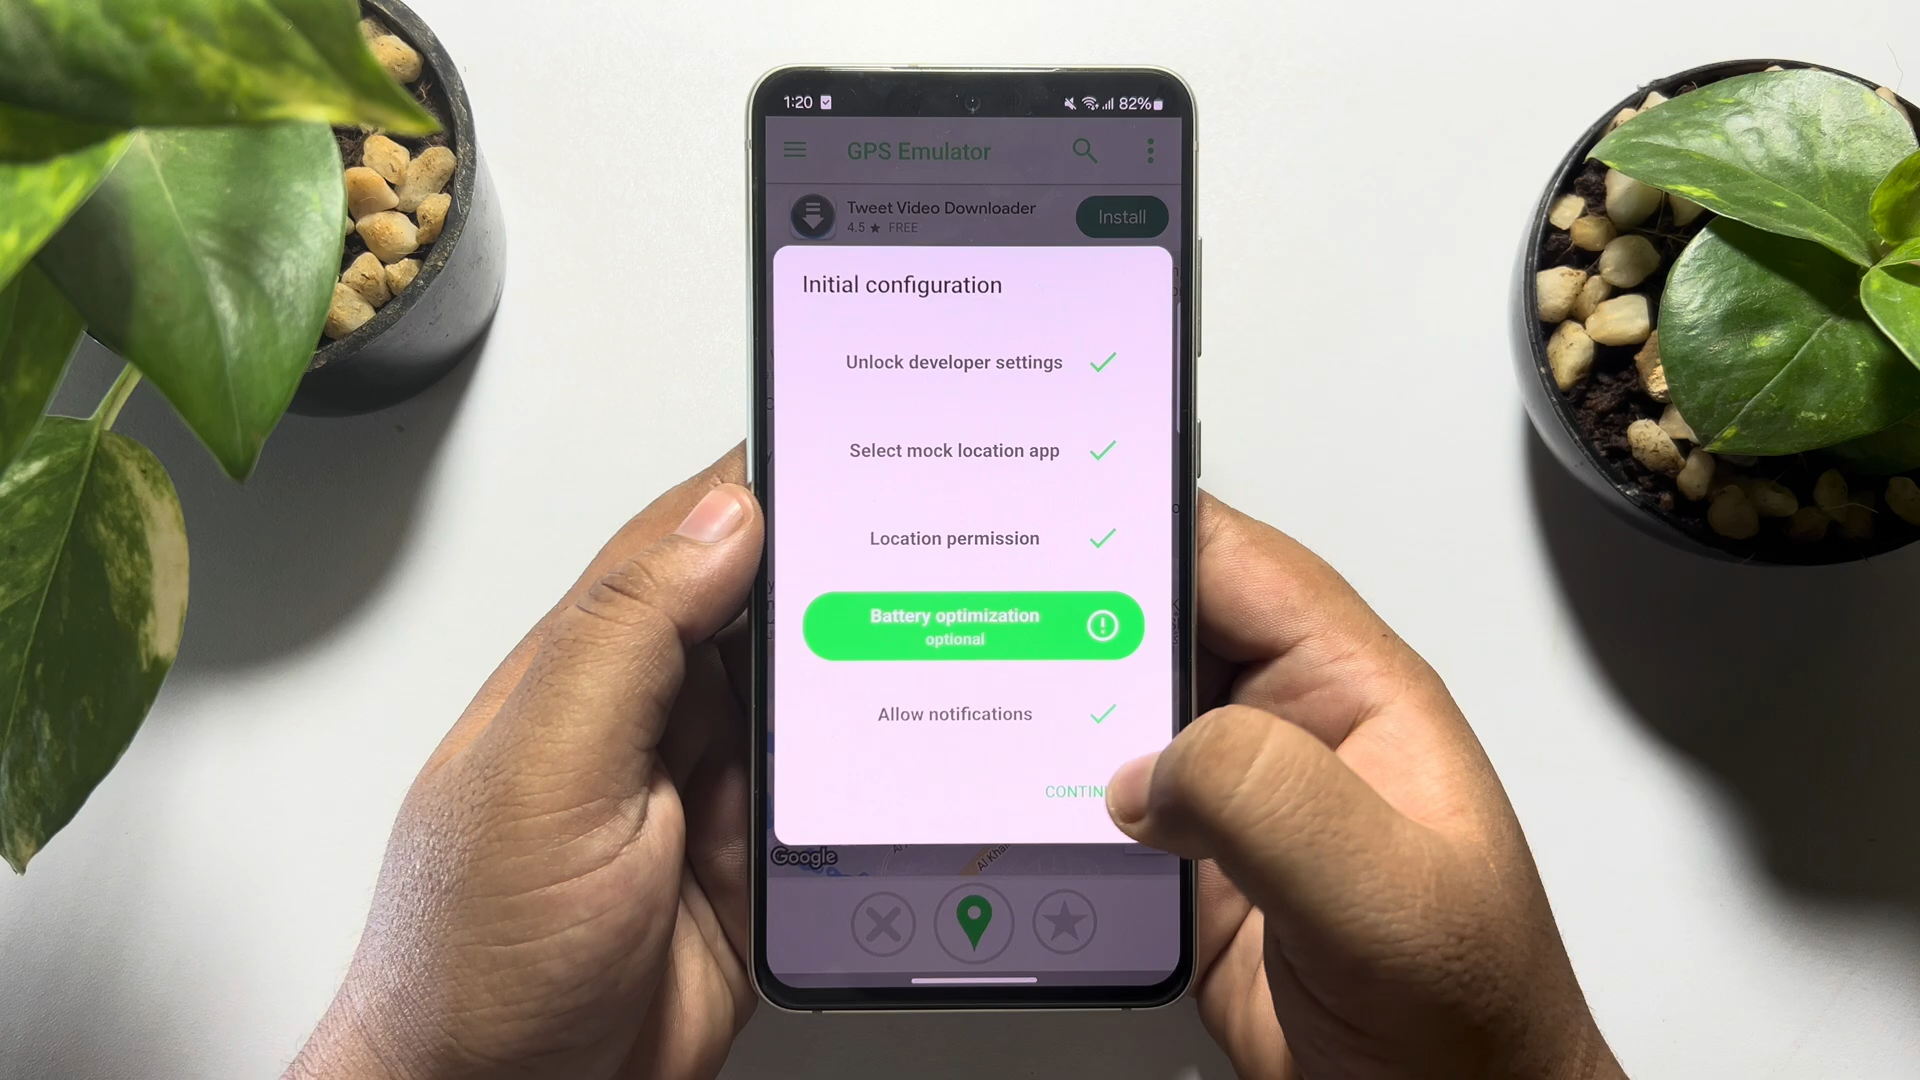 1:20 82%
GPS Emulator
Tweet Video Downloader
4.5 ★ FREE
Install
Initial configuration
Unlock developer settings
Select mock location app
Location permission
Battery optimization
optional
Allow notifications
CONTIN
Google